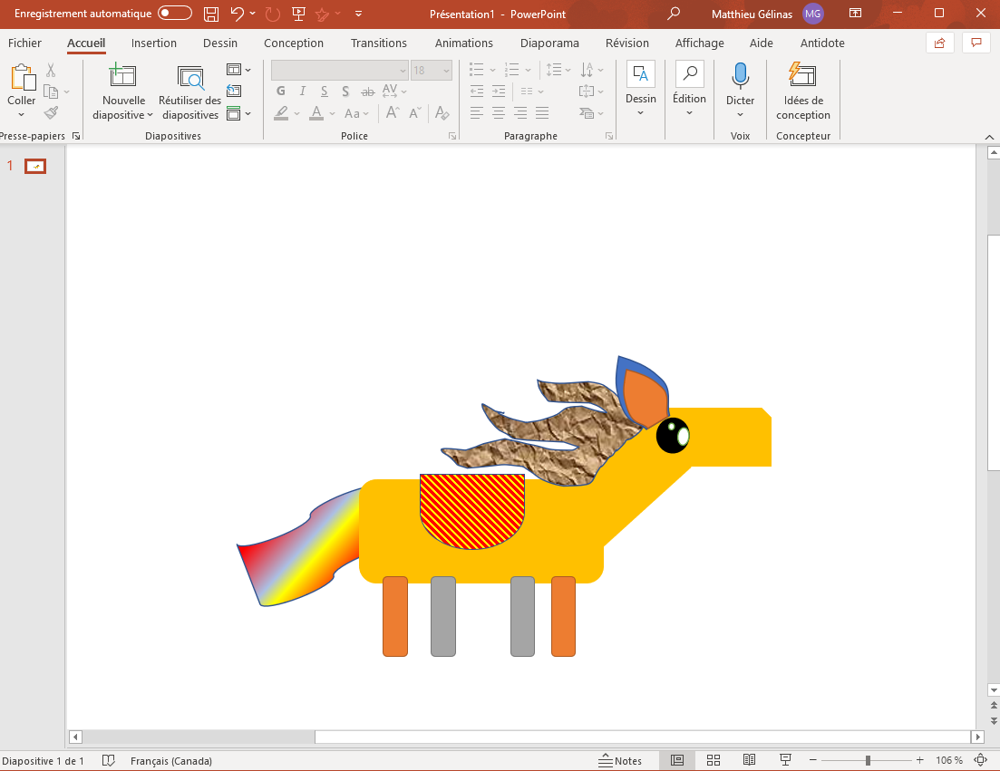 Enregistrement automatique
Présentation1 - PowerPoint
Matthieu Gélinas MG
Fichier Accueil Insertion Dessin Conception Transitions Animations Diaporama Révision Affichage Aide Antidote
18
Coller
Nouvelle diapositive
Réutiliser des diapositives
G I S S ab AV
A Aa A A A
Dessin
Édition
Dicter
Idées de conception
Presse-papiers Diapositives Police Paragraphe Voix Concepteur
1
Diapositive 1 de 1 Français (Canada) Notes 106 %